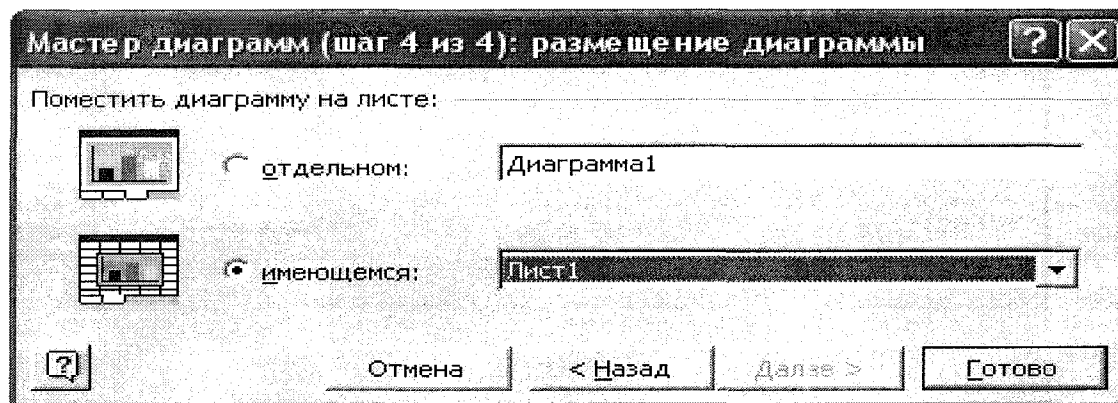 Мастер диаграмм (шаг 4 из 4): размещение диаграммы
Поместить диаграмму на листе:
отдельном: Диаграмма1
имеющемся: Лист1
Отмена < Назад Далее > Готово